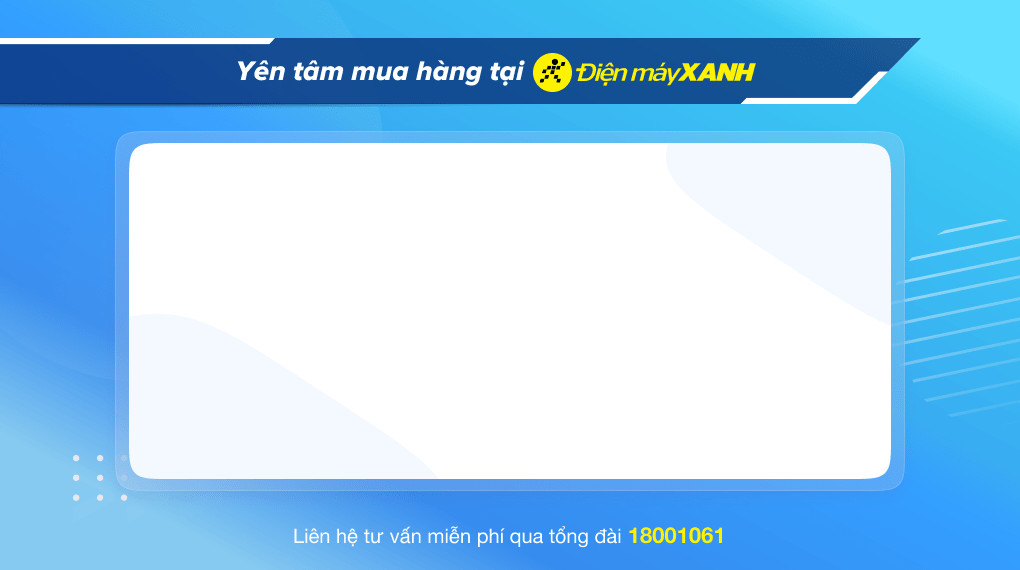 Yên tâm mua hàng tại Điện máy XANH
Liên hệ tư vấn miễn phí qua tổng đài 18001061